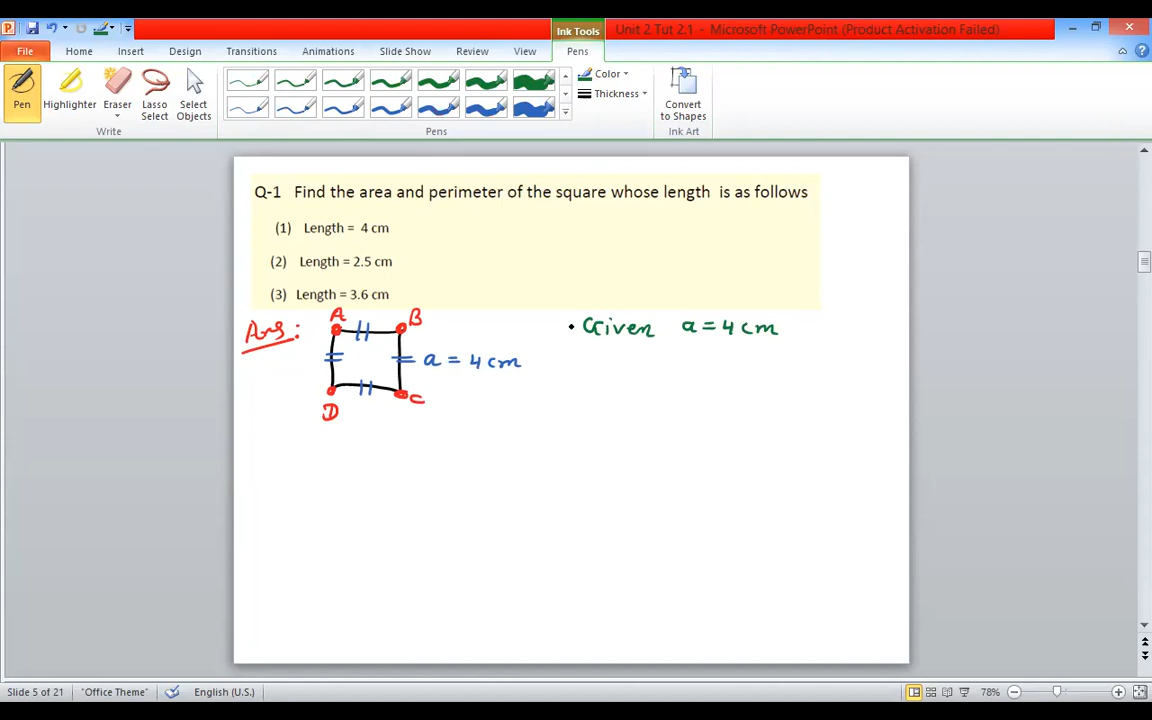 Ink Tools
Unit 2 Tut 2.1 - Microsoft PowerPoint (Product Activation Failed)
File Home Insert Design Transitions Animations Slide Show Review View Pens
Pen Highlighter Eraser Lasso Select Select Objects
Color
Thickness
Convert to Shapes
Write Pens Ink Art
Q-1 Find the area and perimeter of the square whose length is as follows
(1) Length = 4 cm
(2) Length = 2.5 cm
(3) Length = 3.6 cm
Ans :
A B
D C
a = 4 cm
• Given a = 4 cm
Slide 5 of 21 "Office Theme" English (U.S.) 78%